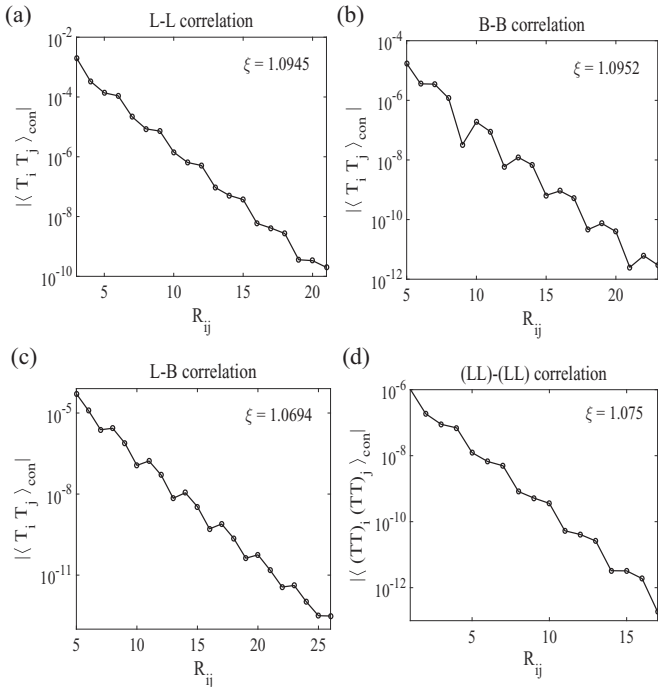 (a)
L-L correlation
10^-2
10^-4
10^-6
10^-8
10^-10
ξ = 1.0945
|⟨ T_i T_j ⟩_con|
5 10 15 20
R_ij
(b)
B-B correlation
10^-4
10^-6
10^-8
10^-10
10^-12
ξ = 1.0952
|⟨ T_i T_j ⟩_con|
5 10 15 20
R_ij
(c)
L-B correlation
10^-5
10^-8
10^-11
ξ = 1.0694
|⟨ T_i T_j ⟩_con|
5 10 15 20 25
R_ij
(d)
(LL)-(LL) correlation
10^-6
10^-8
10^-10
10^-12
ξ = 1.075
|⟨ (TT)_i (TT)_j ⟩_con|
5 10 15
R_ij